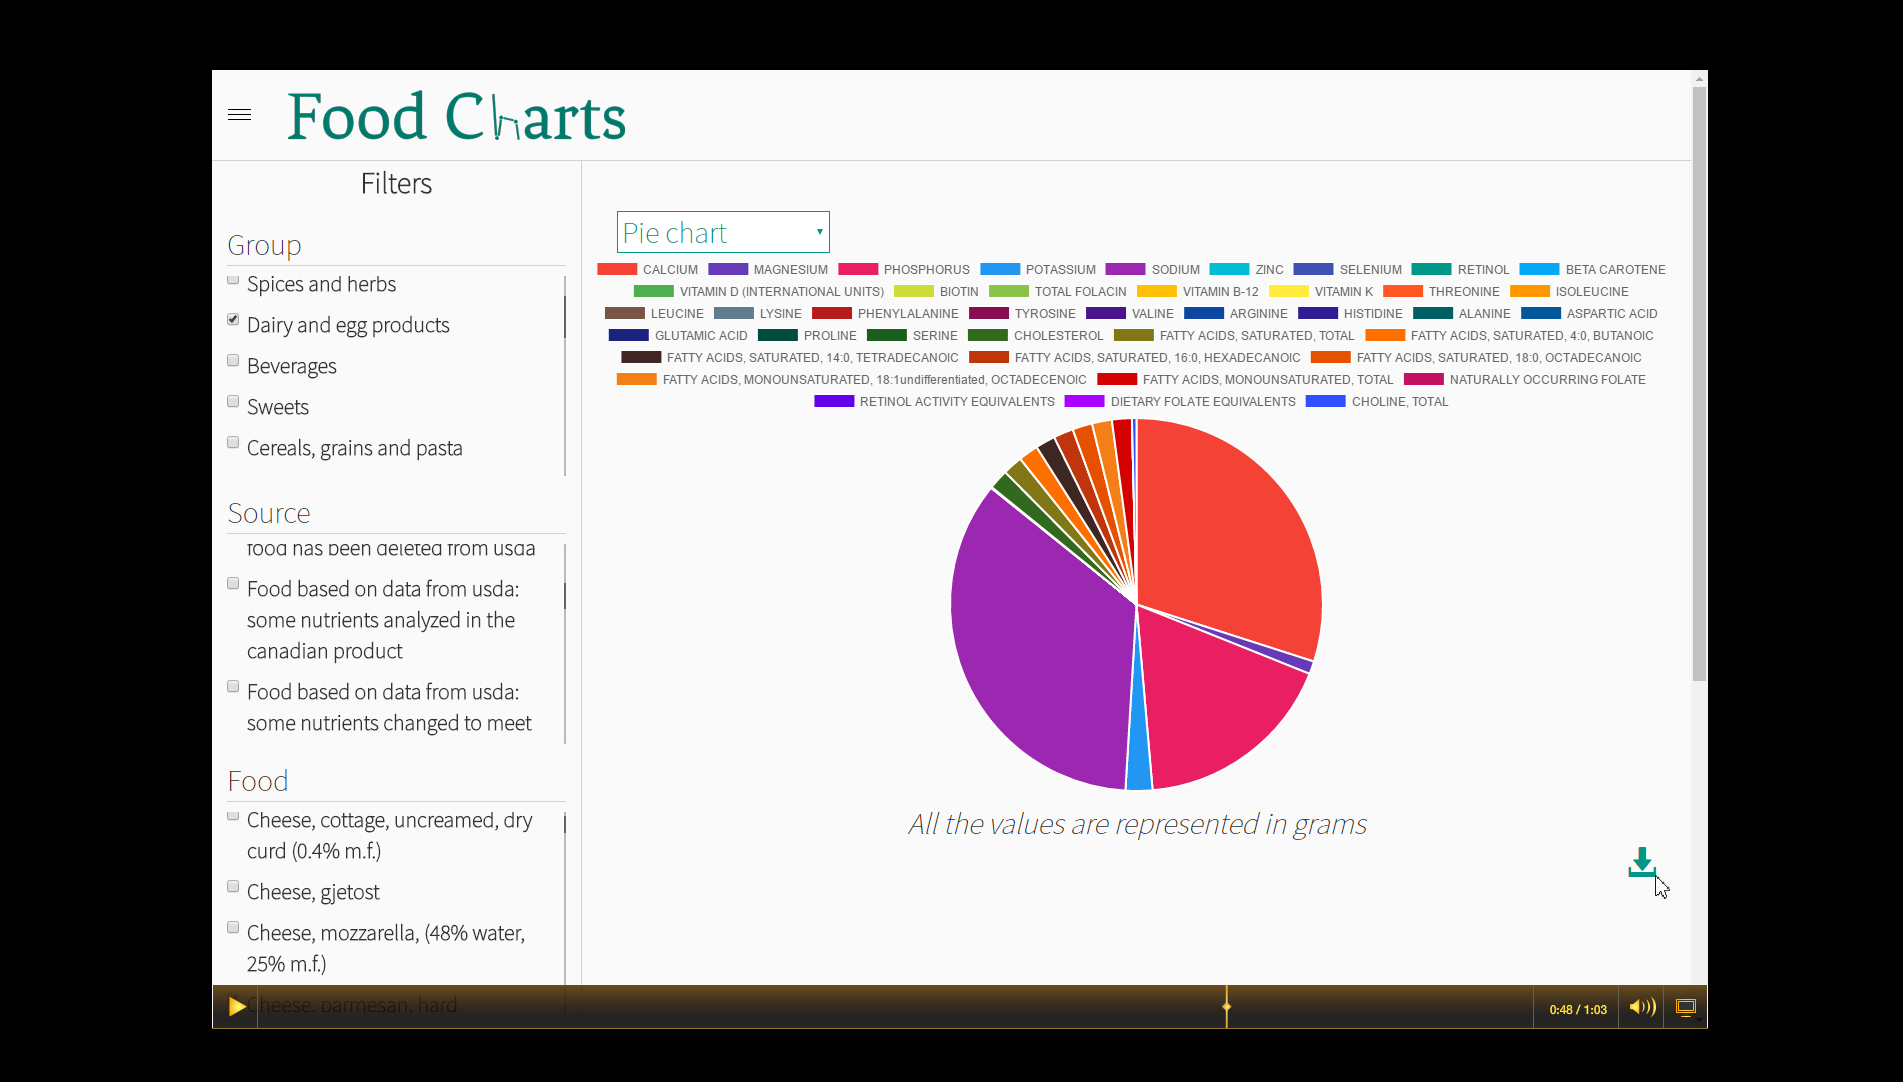 Food Charts
Filters
Group
Spices and herbs
Dairy and egg products
Beverages
Sweets
Cereals, grains and pasta
Source
food has been deleted from usda
Food based on data from usda:
some nutrients analyzed in the
canadian product
Food based on data from usda:
some nutrients changed to meet
Food
Cheese, cottage, uncreamed, dry
curd (0.4% m.f.)
Cheese, gjetost
Cheese, mozzarella, (48% water,
25% m.f.)
Cheese, parmesan, hard
Pie chart
CALCIUM MAGNESIUM PHOSPHORUS POTASSIUM SODIUM ZINC SELENIUM RETINOL BETA CAROTENE
VITAMIN D (INTERNATIONAL UNITS) BIOTIN TOTAL FOLACIN VITAMIN B-12 VITAMIN K THREONINE ISOLEUCINE
LEUCINE LYSINE PHENYLALANINE TYROSINE VALINE ARGININE HISTIDINE ALANINE ASPARTIC ACID
GLUTAMIC ACID PROLINE SERINE CHOLESTEROL FATTY ACIDS, SATURATED, TOTAL FATTY ACIDS, SATURATED, 4:0, BUTANOIC
FATTY ACIDS, SATURATED, 14:0, TETRADECANOIC FATTY ACIDS, SATURATED, 16:0, HEXADECANOIC FATTY ACIDS, SATURATED, 18:0, OCTADECANOIC
FATTY ACIDS, MONOUNSATURATED, 18:1undifferentiated, OCTADECENOIC FATTY ACIDS, MONOUNSATURATED, TOTAL NATURALLY OCCURRING FOLATE
RETINOL ACTIVITY EQUIVALENTS DIETARY FOLATE EQUIVALENTS CHOLINE, TOTAL
All the values are represented in grams
0:48 / 1:03